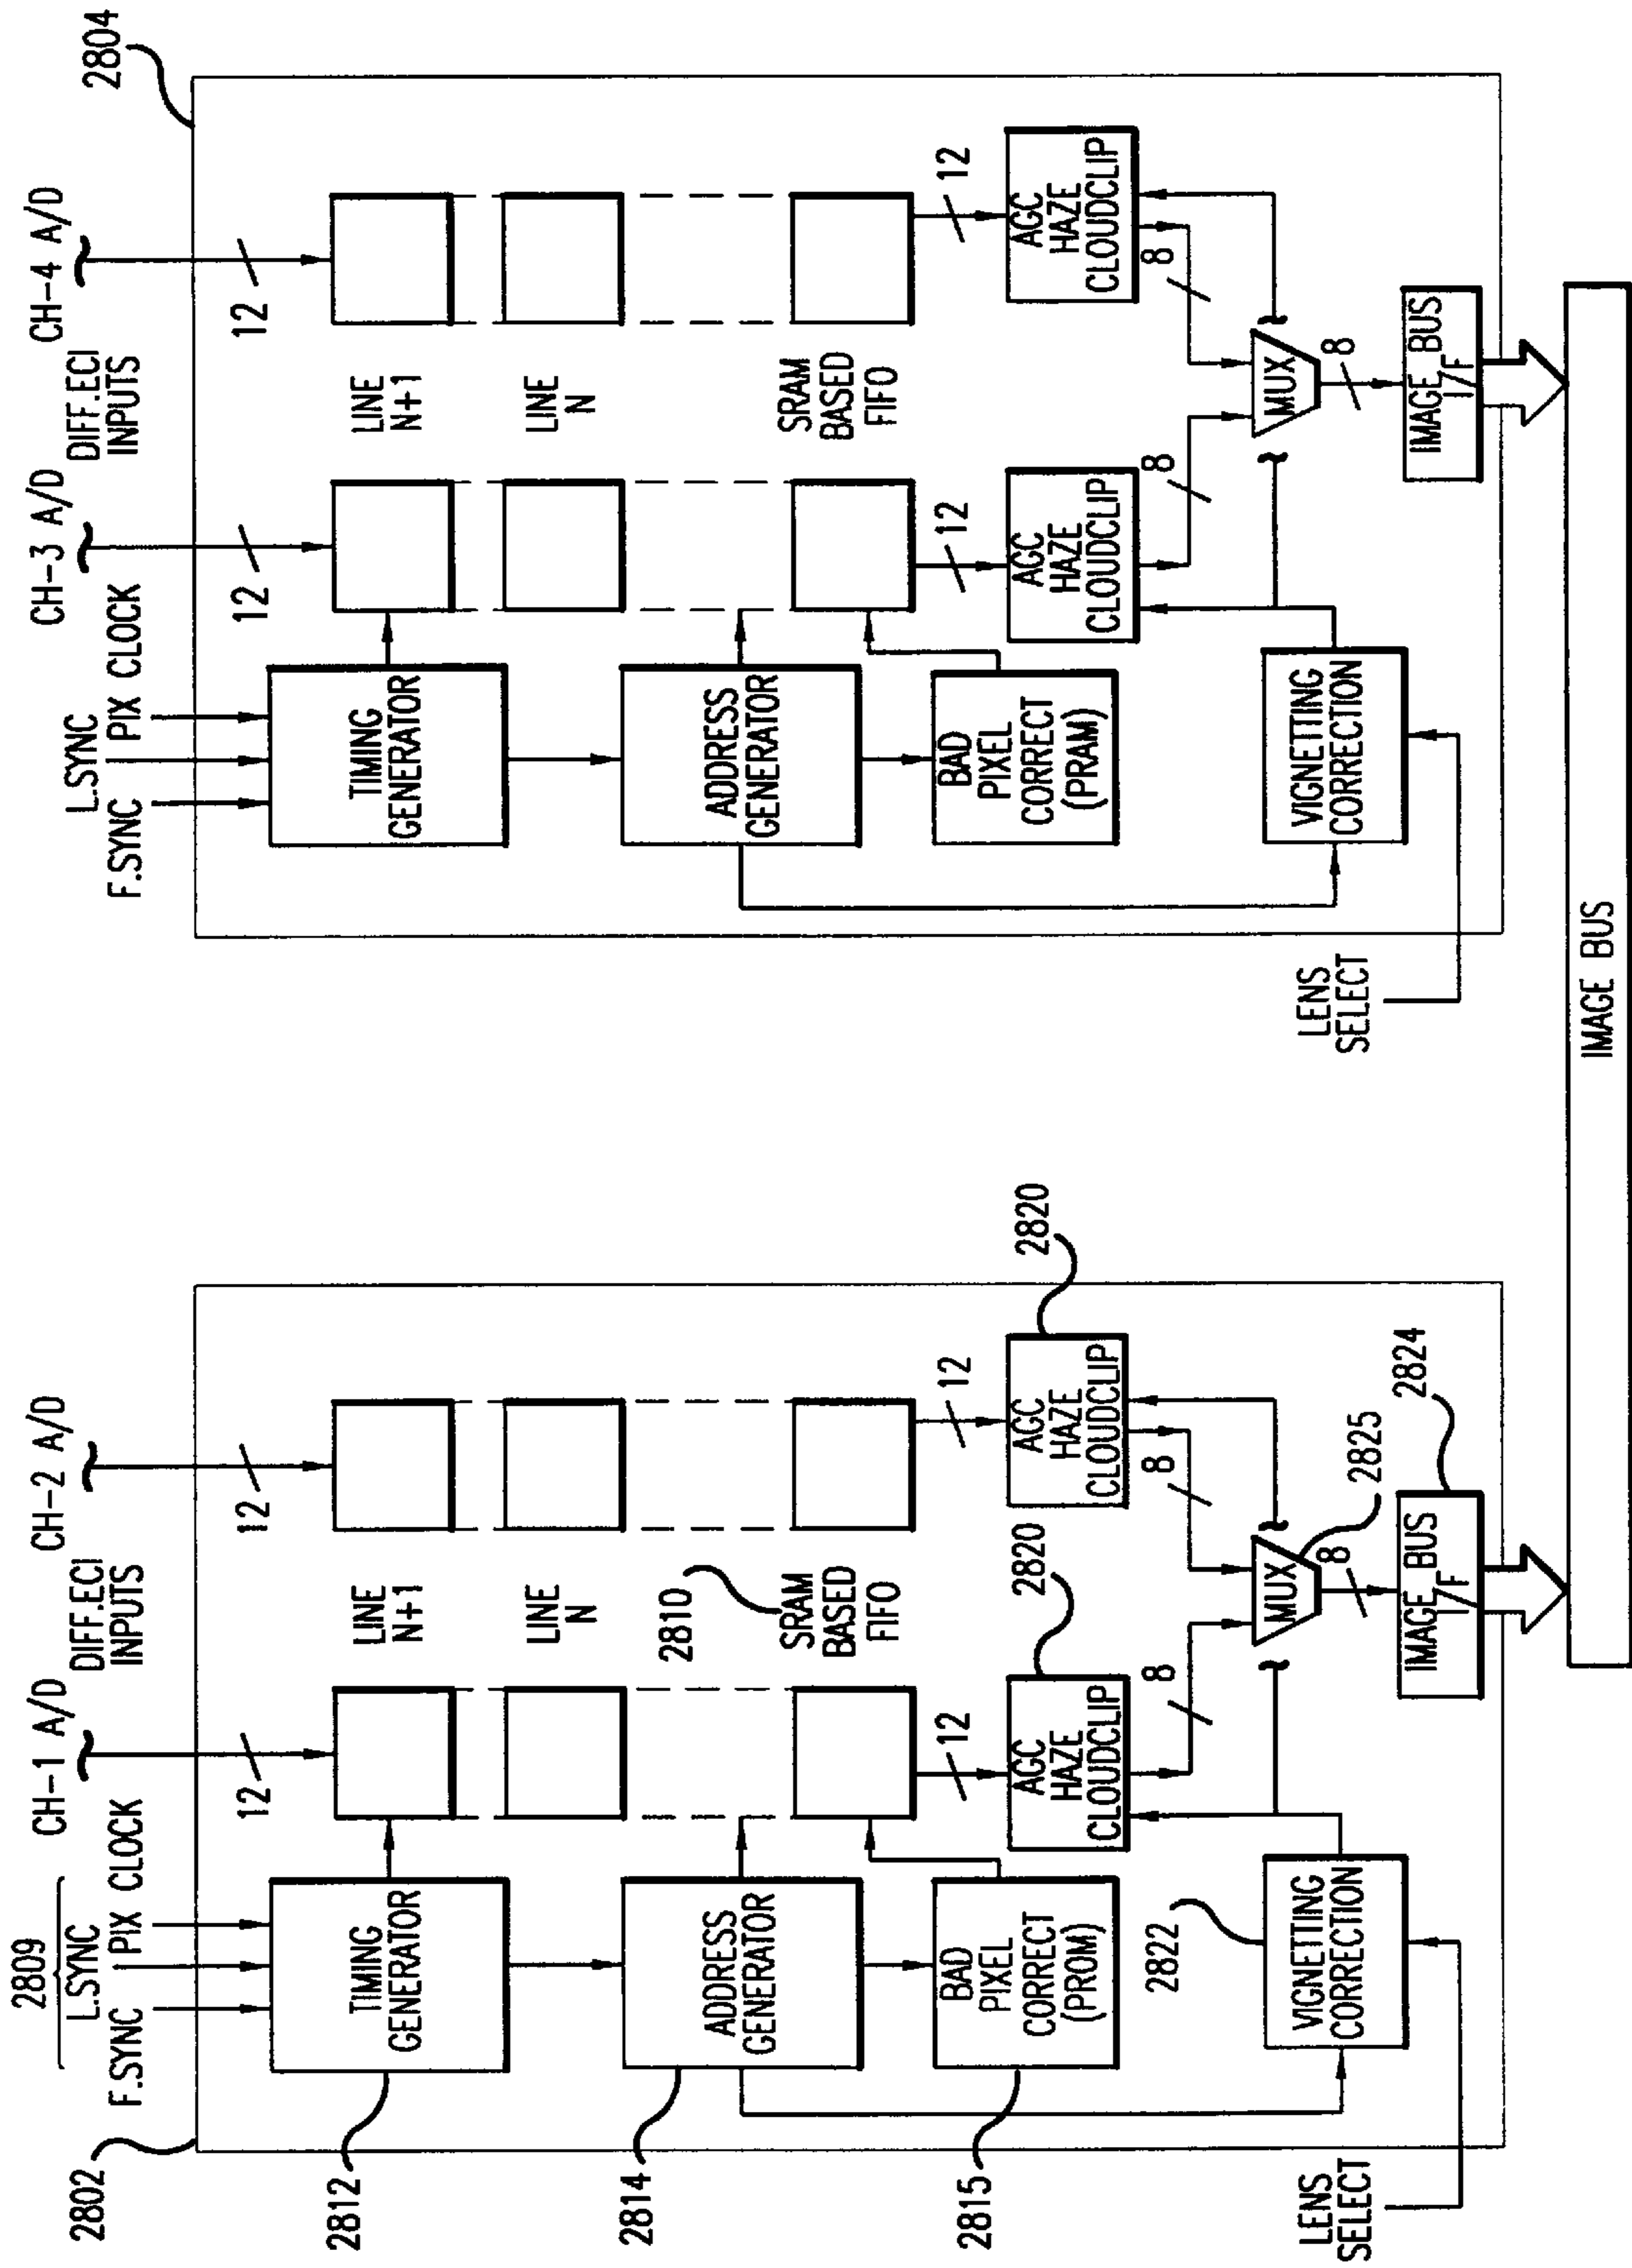 2802
2809
F.SYNC
L.SYNC
PIX CLOCK
CH-1 A/D
DIFF.ECI
INPUTS
CH-2 A/D
12
12
2812
TIMING
GENERATOR
LINE
N+1
LINE
N
2814
ADDRESS
GENERATOR
2810
SRAM
BASED
FIFO
2815
BAD
PIXEL
CORRECT
(PROM)
12
12
AGC
HAZE
CLOUDCLIP
2820
AGC
HAZE
CLOUDCLIP
2820
8
8
2822
VIGNETTING
CORRECTION
MUX
2825
8
LENS
SELECT
IMAGE BUS
I/F
2824
F.SYNC
L.SYNC
PIX CLOCK
CH-3 A/D
DIFF.ECI
INPUTS
CH-4 A/D
2804
12
12
TIMING
GENERATOR
LINE
N+1
LINE
N
ADDRESS
GENERATOR
SRAM
BASED
FIFO
BAD
PIXEL
CORRECT
(PRAM)
12
12
AGC
HAZE
CLOUDCLIP
AGC
HAZE
CLOUDCLIP
8
8
VIGNETTING
CORRECTION
MUX
8
LENS
SELECT
IMAGE BUS
I/F
IMAGE BUS